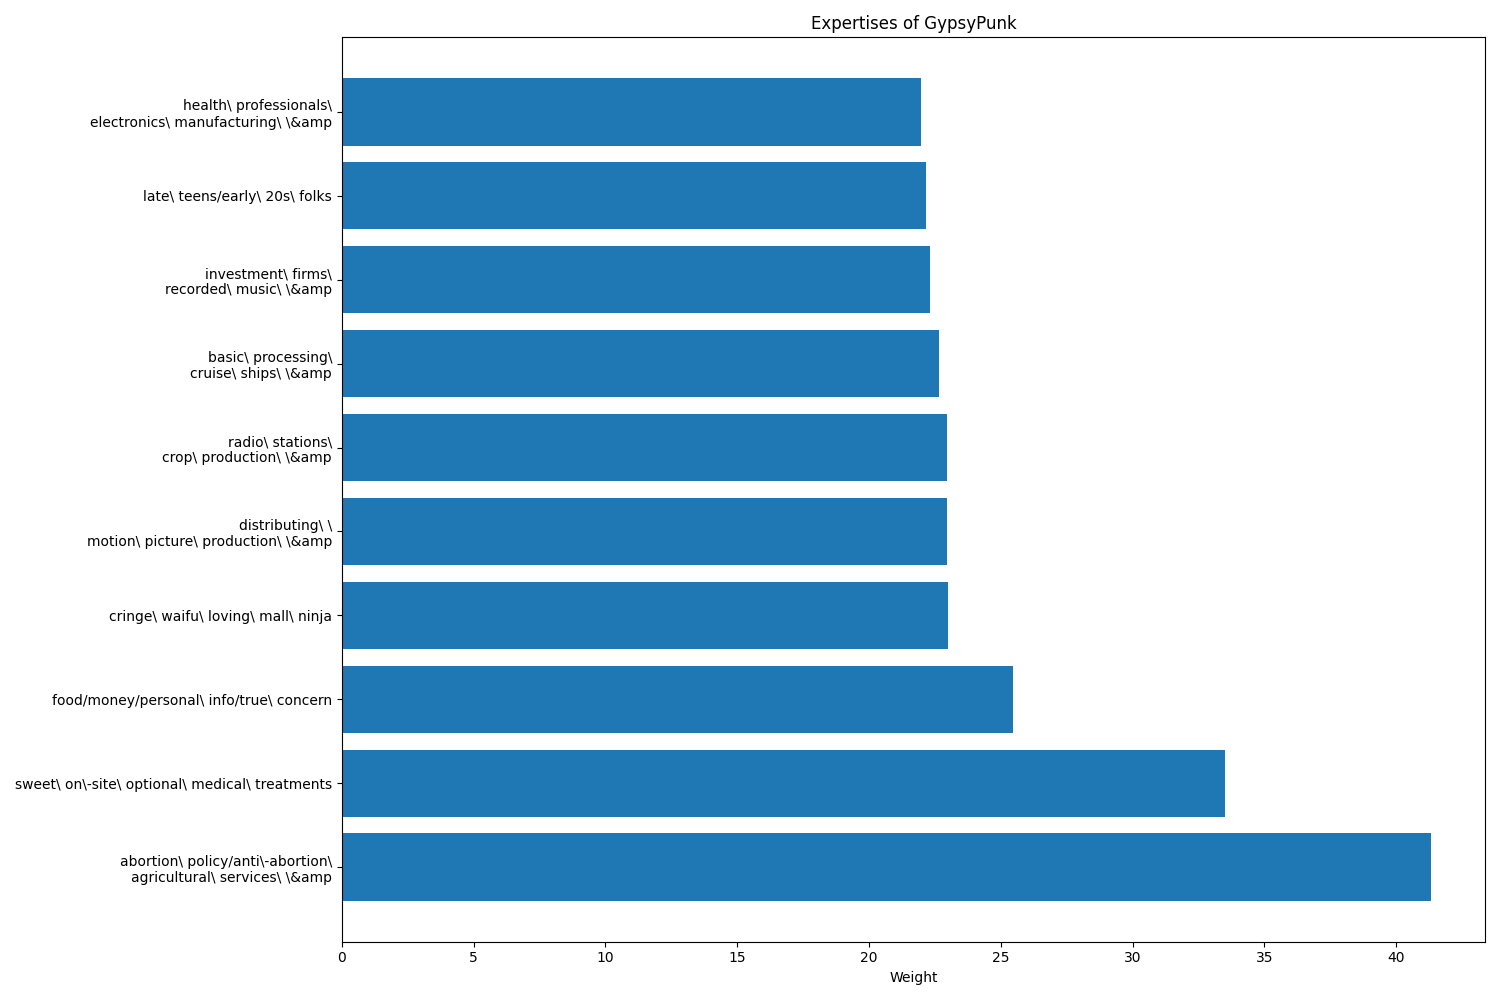 Expertises of GypsyPunk
health\ professionals\
electronics\ manufacturing\ \&amp
late\ teens/early\ 20s\ folks
investment\ firms\
recorded\ music\ \&amp
basic\ processing\
cruise\ ships\ \&amp
radio\ stations\
crop\ production\ \&amp
distributing\ \
motion\ picture\ production\ \&amp
cringe\ waifu\ loving\ mall\ ninja
food/money/personal\ info/true\ concern
sweet\ on\-site\ optional\ medical\ treatments
abortion\ policy/anti\-abortion\
agricultural\ services\ \&amp
0 5 10 15 20 25 30 35 40
Weight